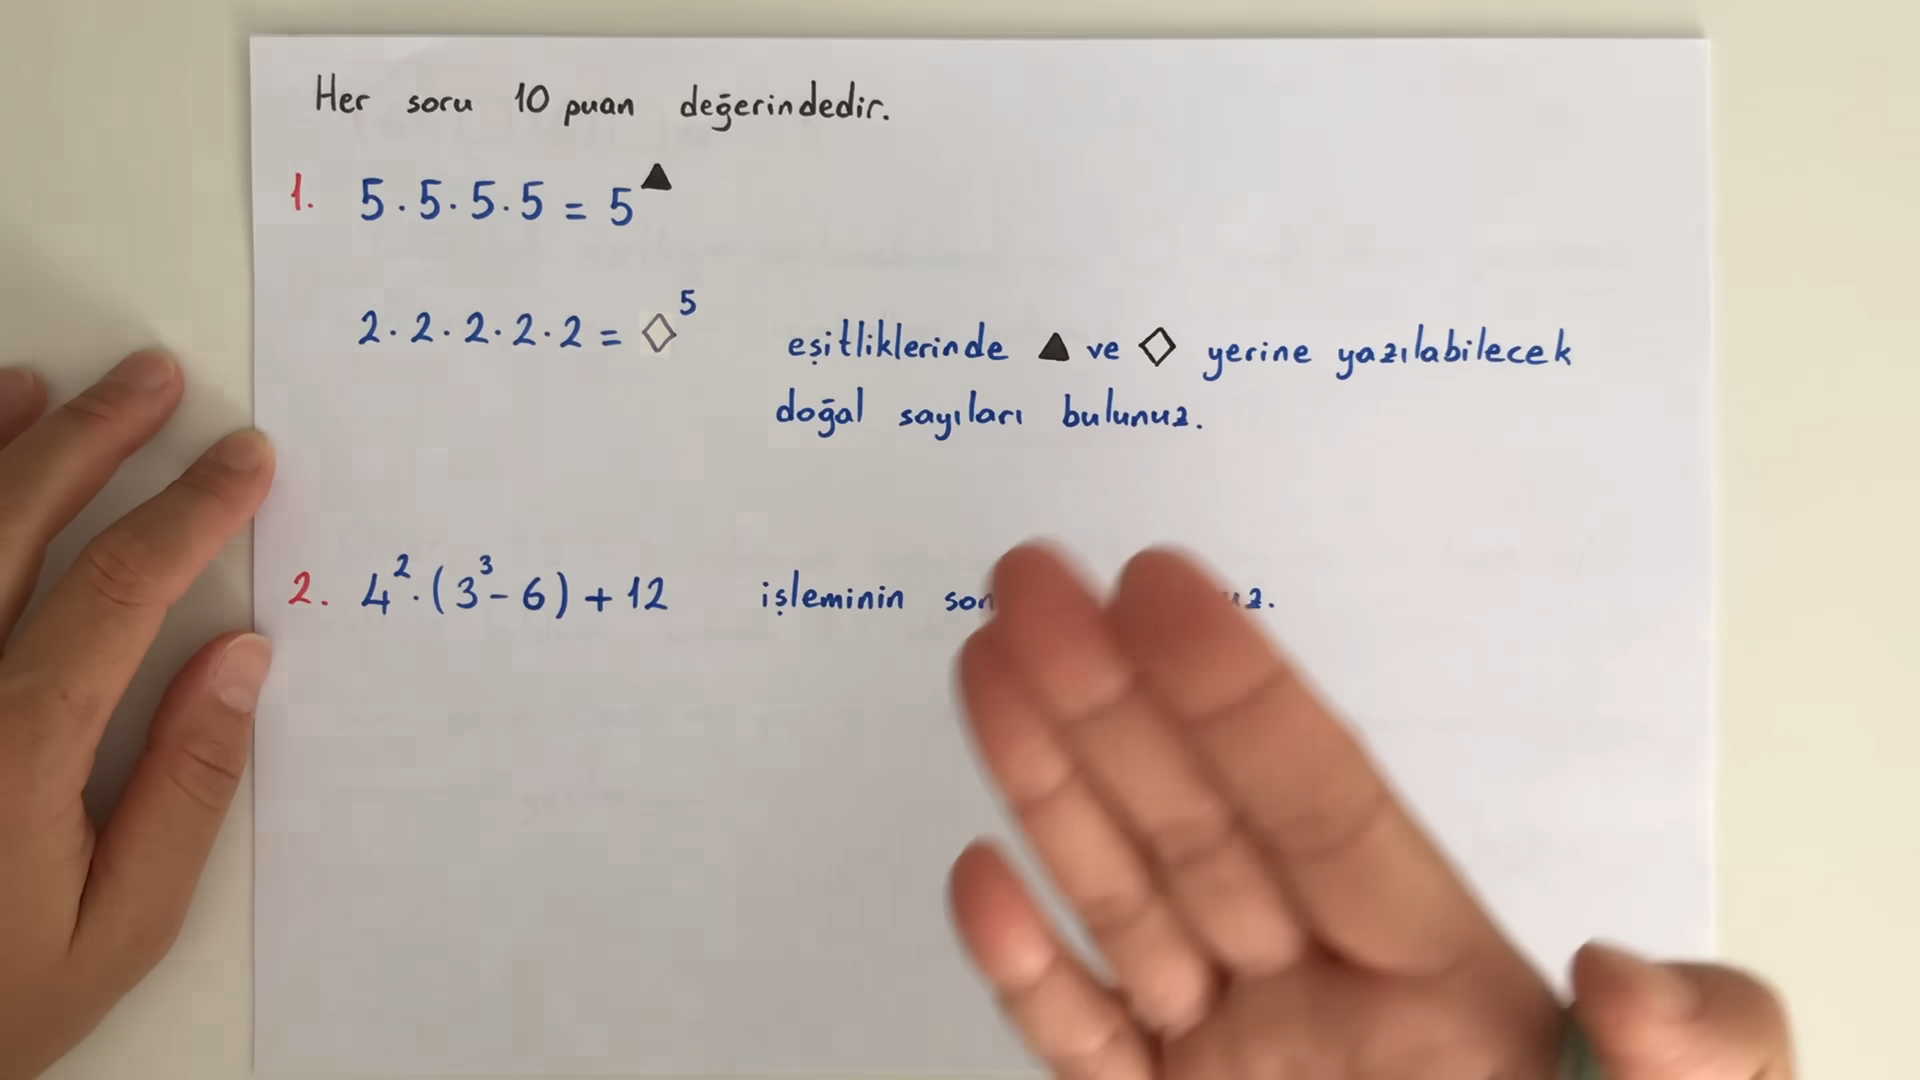 Her soru 10 puan değerindedir.
1. 5.5.5.5 = 5▲
2.2.2.2.2 = ◇⁵ eşitliklerinde ▲ ve ◇ yerine yazılabilecek
doğal sayıları bulunuz.
2. 4².(3³-6)+12 işleminin